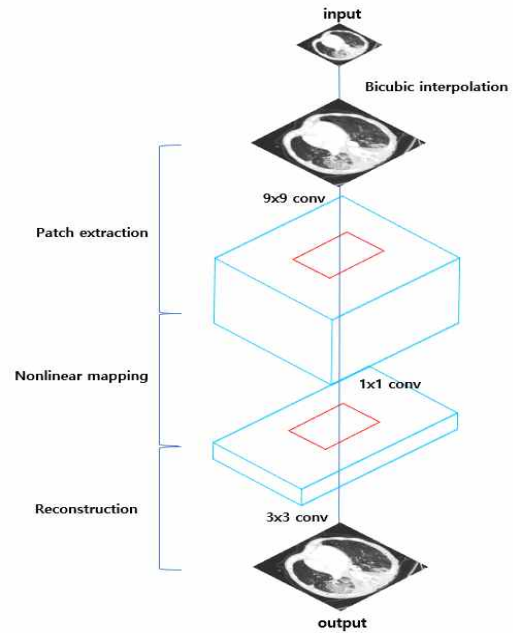 input
Bicubic interpolation
9x9 conv
Patch extraction
Nonlinear mapping
1x1 conv
Reconstruction
3x3 conv
output